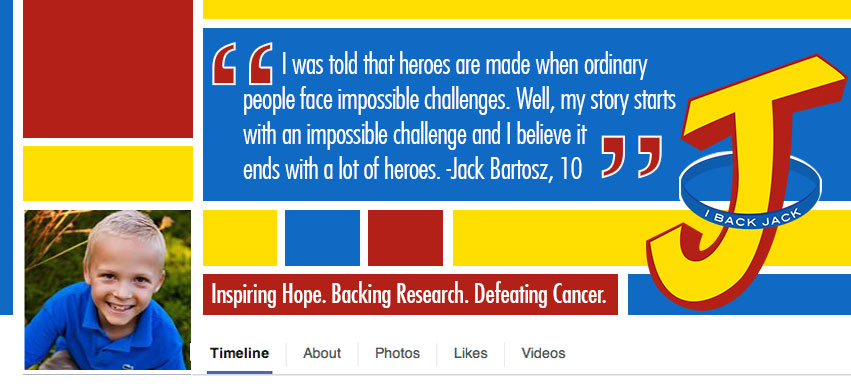 “ I was told that heroes are made when ordinary
people face impossible challenges. Well, my story starts
with an impossible challenge and I believe it
ends with a lot of heroes. -Jack Bartosz, 10 ”
J
I BACK JACK
Inspiring Hope. Backing Research. Defeating Cancer.
Timeline About Photos Likes Videos